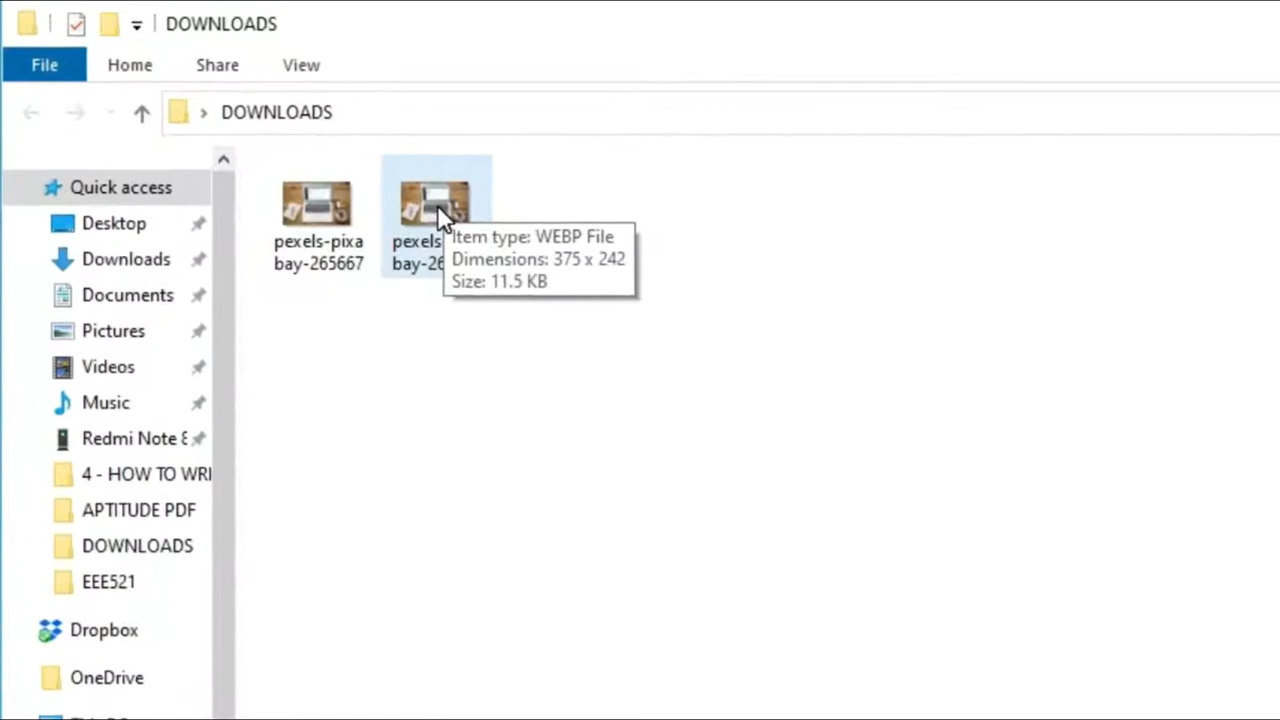 DOWNLOADS
File Home Share View
DOWNLOADS
Quick access
Desktop
Downloads
Documents
Pictures
Videos
Music
Redmi Note 8
4 - HOW TO WRI
APTITUDE PDF
DOWNLOADS
EEE521
Dropbox
OneDrive
pexels-pixa
bay-265667
pexels
bay-26
Item type: WEBP File
Dimensions: 375 x 242
Size: 11.5 KB